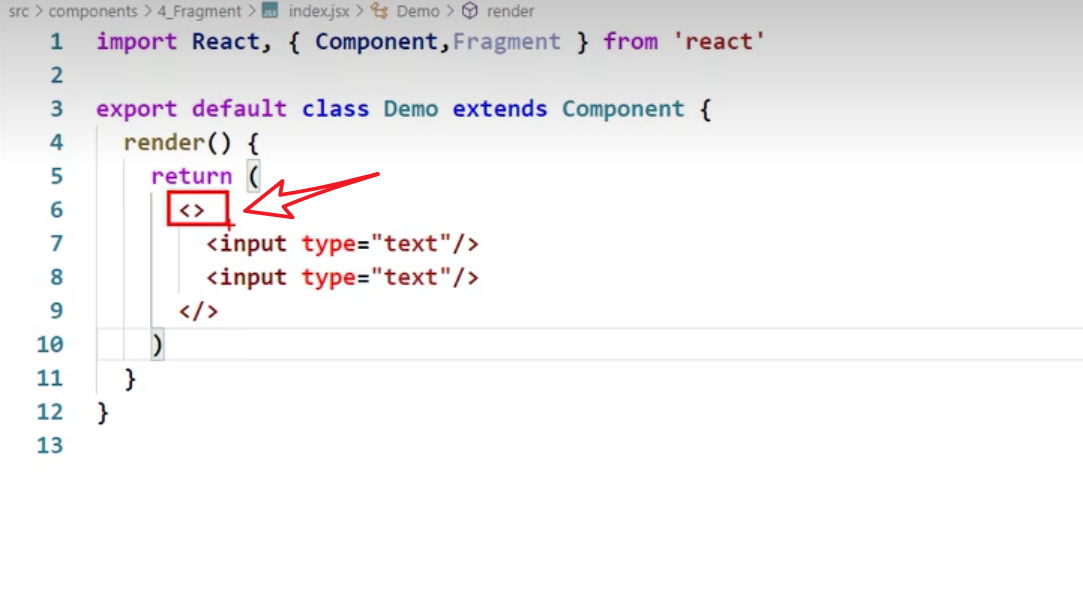 src > components > 4_Fragment > JSX index.jsx > Demo > render
1 import React, { Component,Fragment } from 'react'
2
3 export default class Demo extends Component {
4 render() {
5 return (
6 <>
7 <input type="text"/>
8 <input type="text"/>
9 </>
10 )
11 }
12 }
13